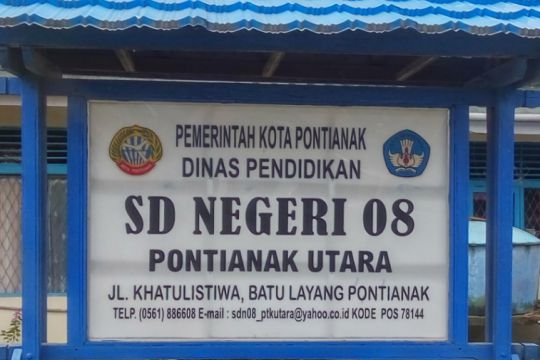 PEMERINTAH KOTA PONTIANAK
DINAS PENDIDIKAN
SD NEGERI 08
PONTIANAK UTARA
JL. KHATULISTIWA, BATU LAYANG PONTIANAK
TELP. (0561) 886608 E-mail : sdn08_ptkutara@yahoo.co.id KODE POS 78144